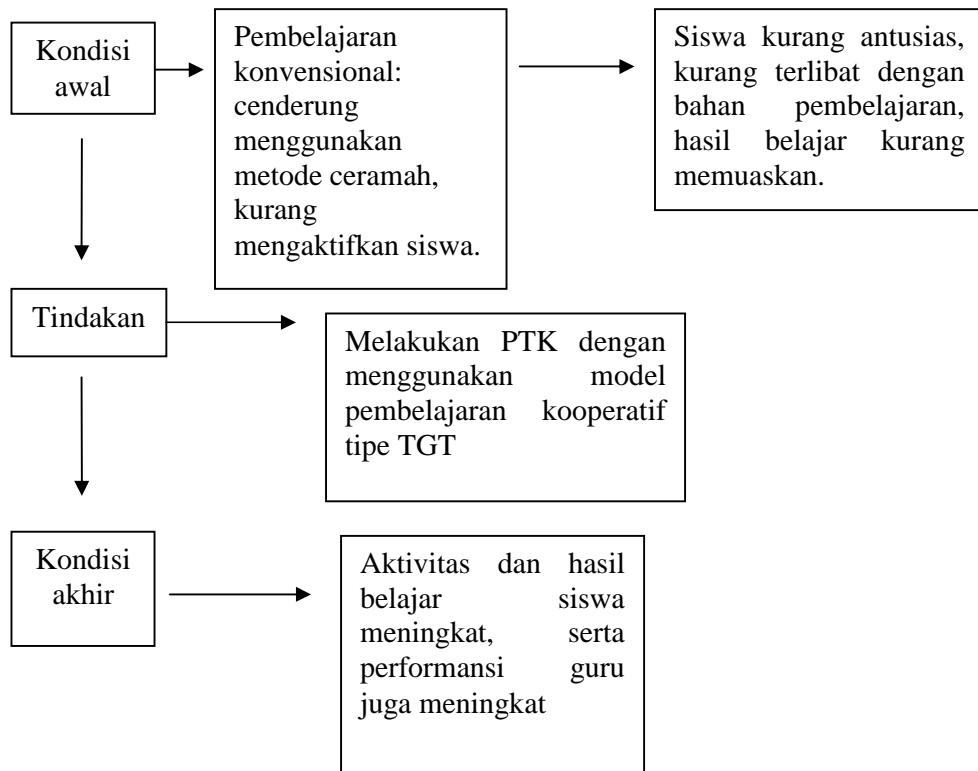 Kondisi
awal
Pembelajaran
konvensional:
cenderung
menggunakan
metode ceramah,
kurang
mengaktifkan siswa.
Siswa kurang antusias,
kurang terlibat dengan
bahan pembelajaran,
hasil belajar kurang
memuaskan.
Tindakan
Melakukan PTK dengan
menggunakan model
pembelajaran kooperatif
tipe TGT
Kondisi
akhir
Aktivitas dan hasil
belajar siswa
meningkat, serta
performansi guru
juga meningkat